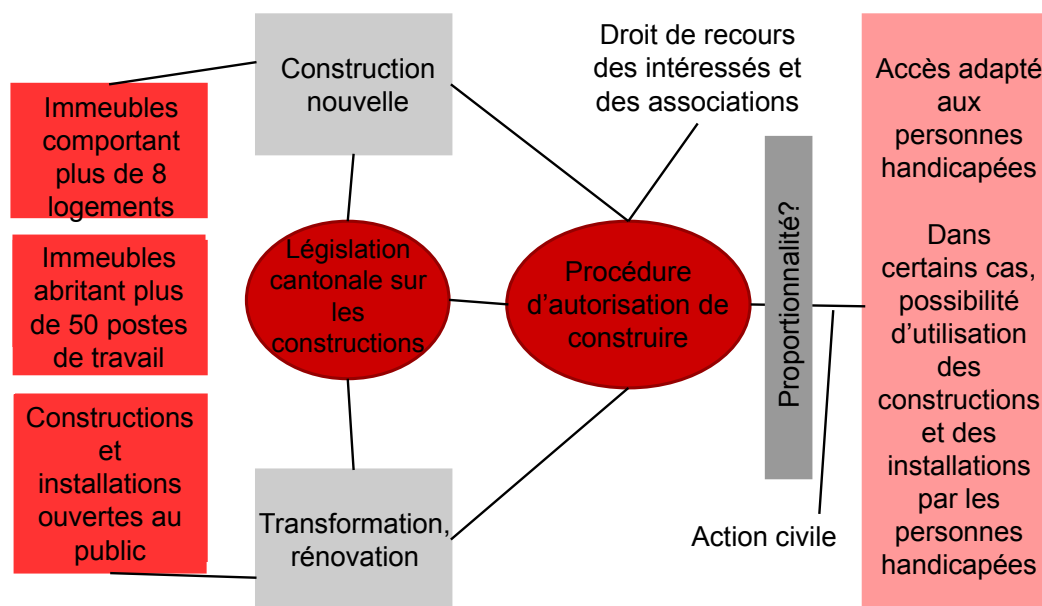 Immeubles
comportant
plus de 8
logements
Immeubles
abritant plus
de 50 postes
de travail
Constructions
et
installations
ouvertes au
public
Construction
nouvelle
Législation
cantonale sur
les
constructions
Transformation,
rénovation
Droit de recours
des intéressés et
des associations
Procédure
d’autorisation de
construire
Proportionnalité?
Action civile
Accès adapté
aux
personnes
handicapées
Dans
certains cas,
possibilité
d’utilisation
des
constructions
et des
installations
par les
personnes
handicapées